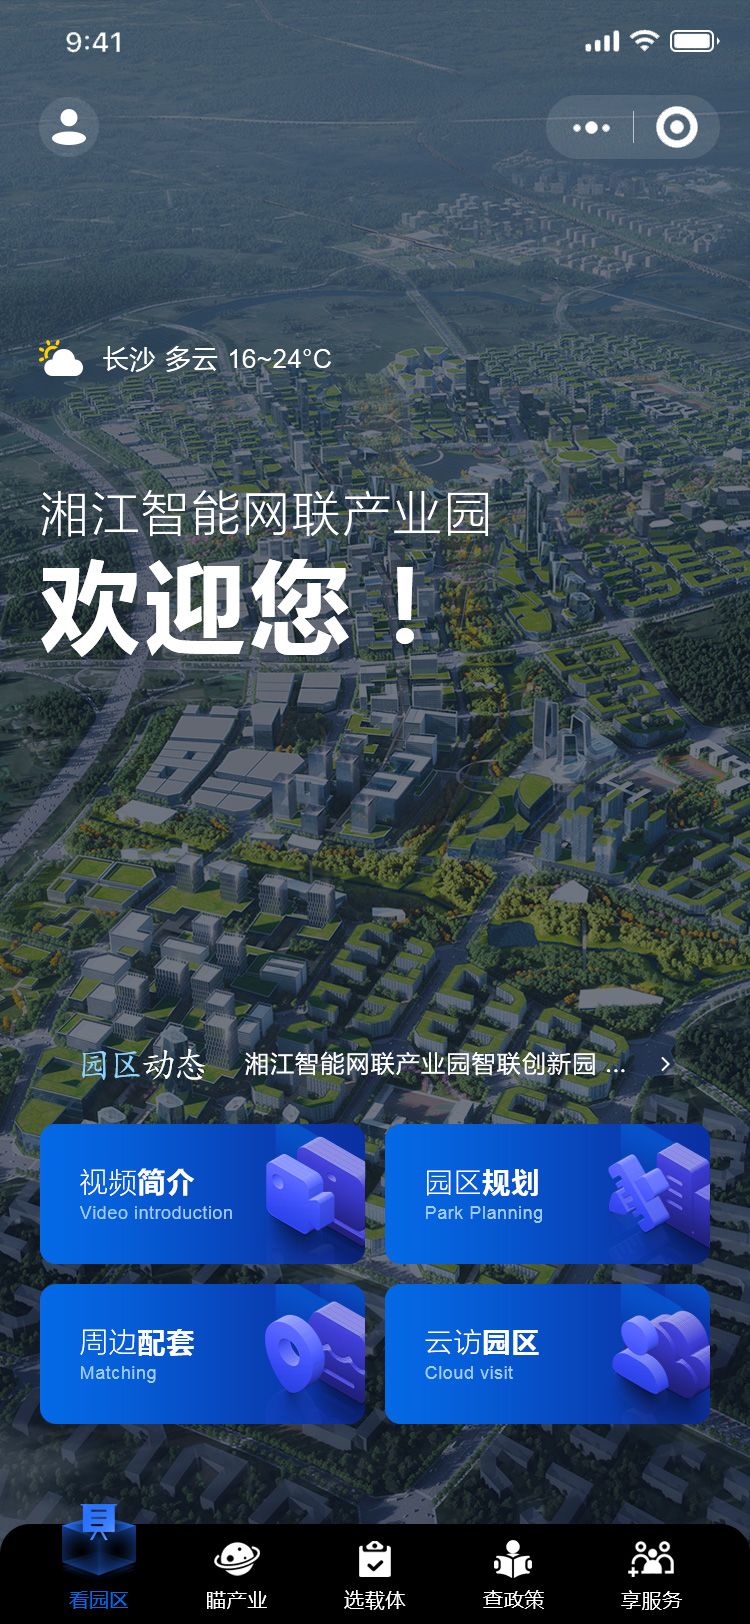 9:41
长沙 多云 16~24°C
湘江智能网联产业园
欢迎您！
园区动态 湘江智能网联产业园智联创新园 ...
视频简介
Video introduction
园区规划
Park Planning
周边配套
Matching
云访园区
Cloud visit
看园区 瞄产业 选载体 查政策 享服务